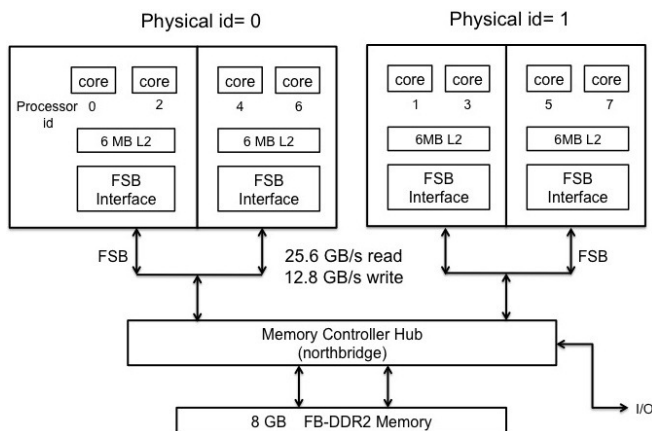 Physical id= 0
Physical id= 1
core core core core
core core core core
Processor id
0 2 4 6
1 3 5 7
6 MB L2
6 MB L2
6MB L2
6MB L2
FSB
Interface
FSB
Interface
FSB
Interface
FSB
Interface
FSB
25.6 GB/s read
12.8 GB/s write
FSB
Memory Controller Hub
(northbridge)
I/O
8 GB FB-DDR2 Memory